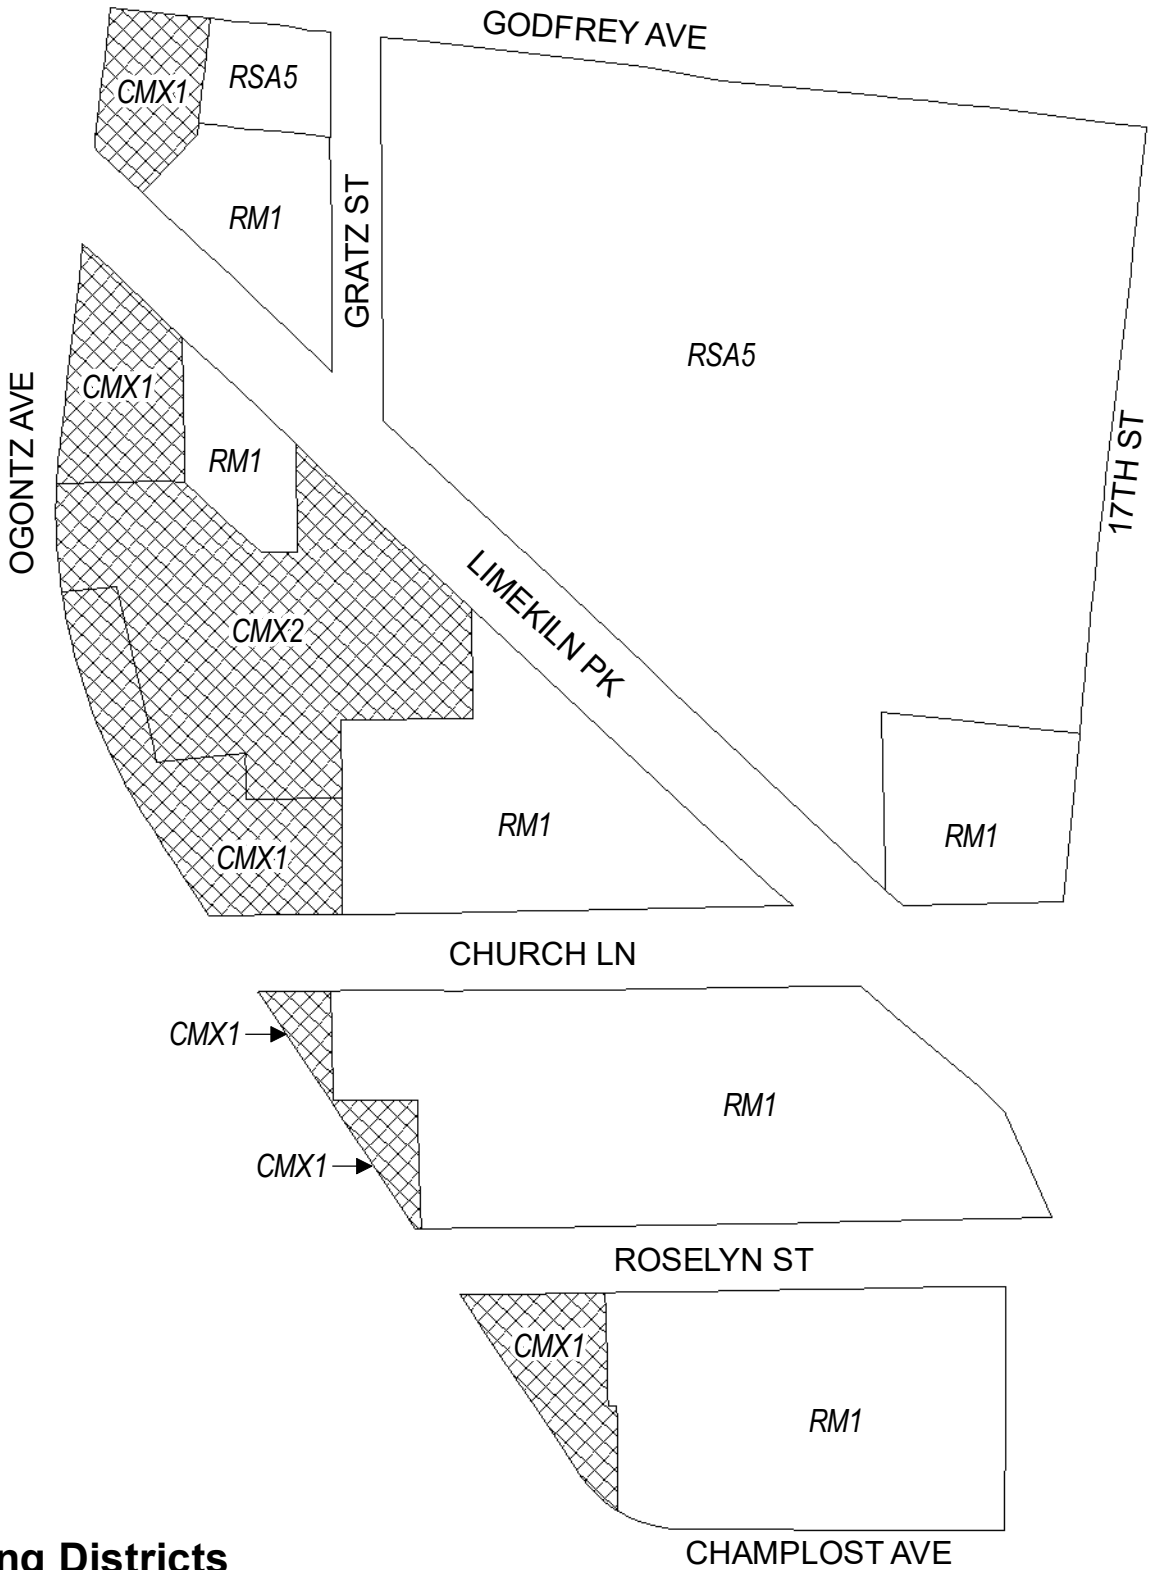 GODFREY AVE
CMX1
RSA5
RM1
GRATZ ST
RSA5
OGONTZ AVE
CMX1
RM1
17TH ST
LIMEKILN PK
CMX2
RM1
RM1
CMX1
CHURCH LN
CMX1
RM1
CMX1
ROSELYN ST
CMX1
RM1
CHAMPLOST AVE
Districts